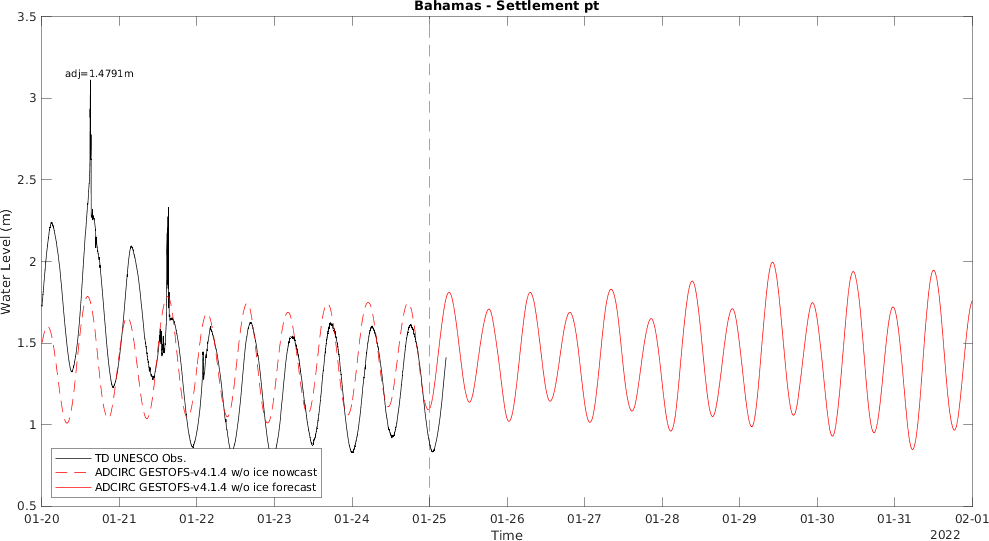 Bahamas - Settlement pt
3.5
3
2.5
2
1.5
1
0.5
Water Level (m)
adj=1.4791m
TD UNESCO Obs.
ADCIRC GESTOFS-v4.1.4 w/o ice nowcast
ADCIRC GESTOFS-v4.1.4 w/o ice forecast
01-20 01-21 01-22 01-23 01-24 01-25 01-26 01-27 01-28 01-29 01-30 01-31 02-01
Time
2022